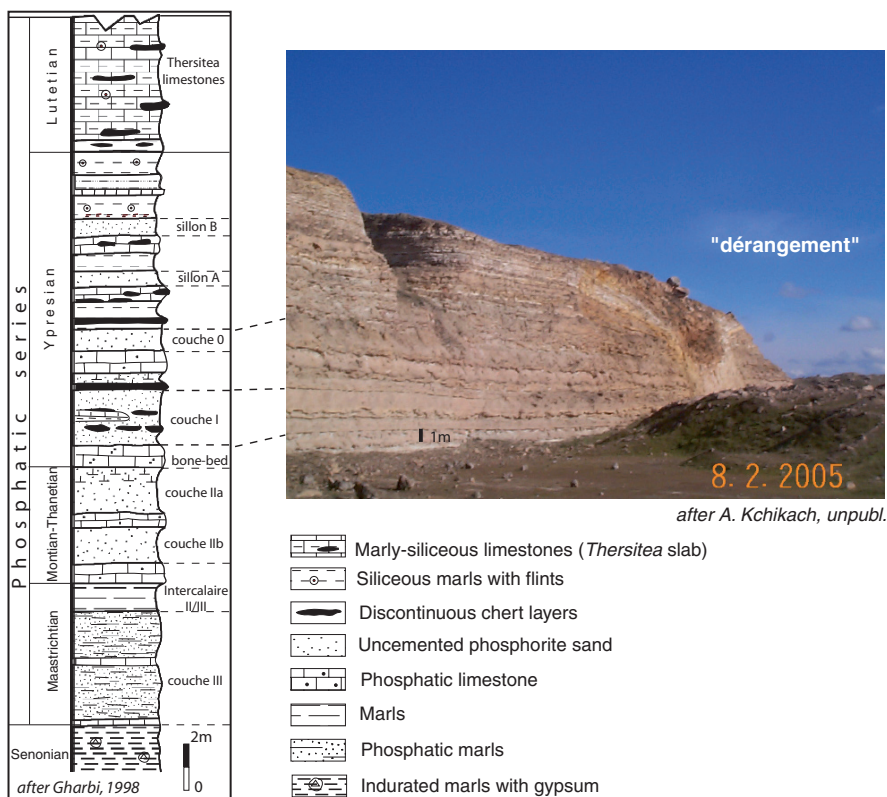 Phosphatic series
Lutetian
Ypresian
Montian-Thanetian
Maastrichtian
Senonian
Thersitea
limestones
sillon B
sillon A
couche 0
couche I
bone-bed
couche IIa
couche IIb
Intercalaire
II/III
couche III
2m
0
after Gharbi, 1998
"dérangement"
1m
8. 2. 2005
after A. Kchikach, unpubl.
Marly-siliceous limestones (Thersitea slab)
Siliceous marls with flints
Discontinuous chert layers
Uncemented phosphorite sand
Phosphatic limestone
Marls
Phosphatic marls
Indurated marls with gypsum